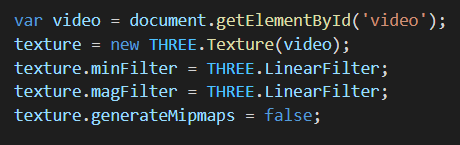 var video = document.getElementById('video');
texture = new THREE.Texture(video);
texture.minFilter = THREE.LinearFilter;
texture.magFilter = THREE.LinearFilter;
texture.generateMipmaps = false;